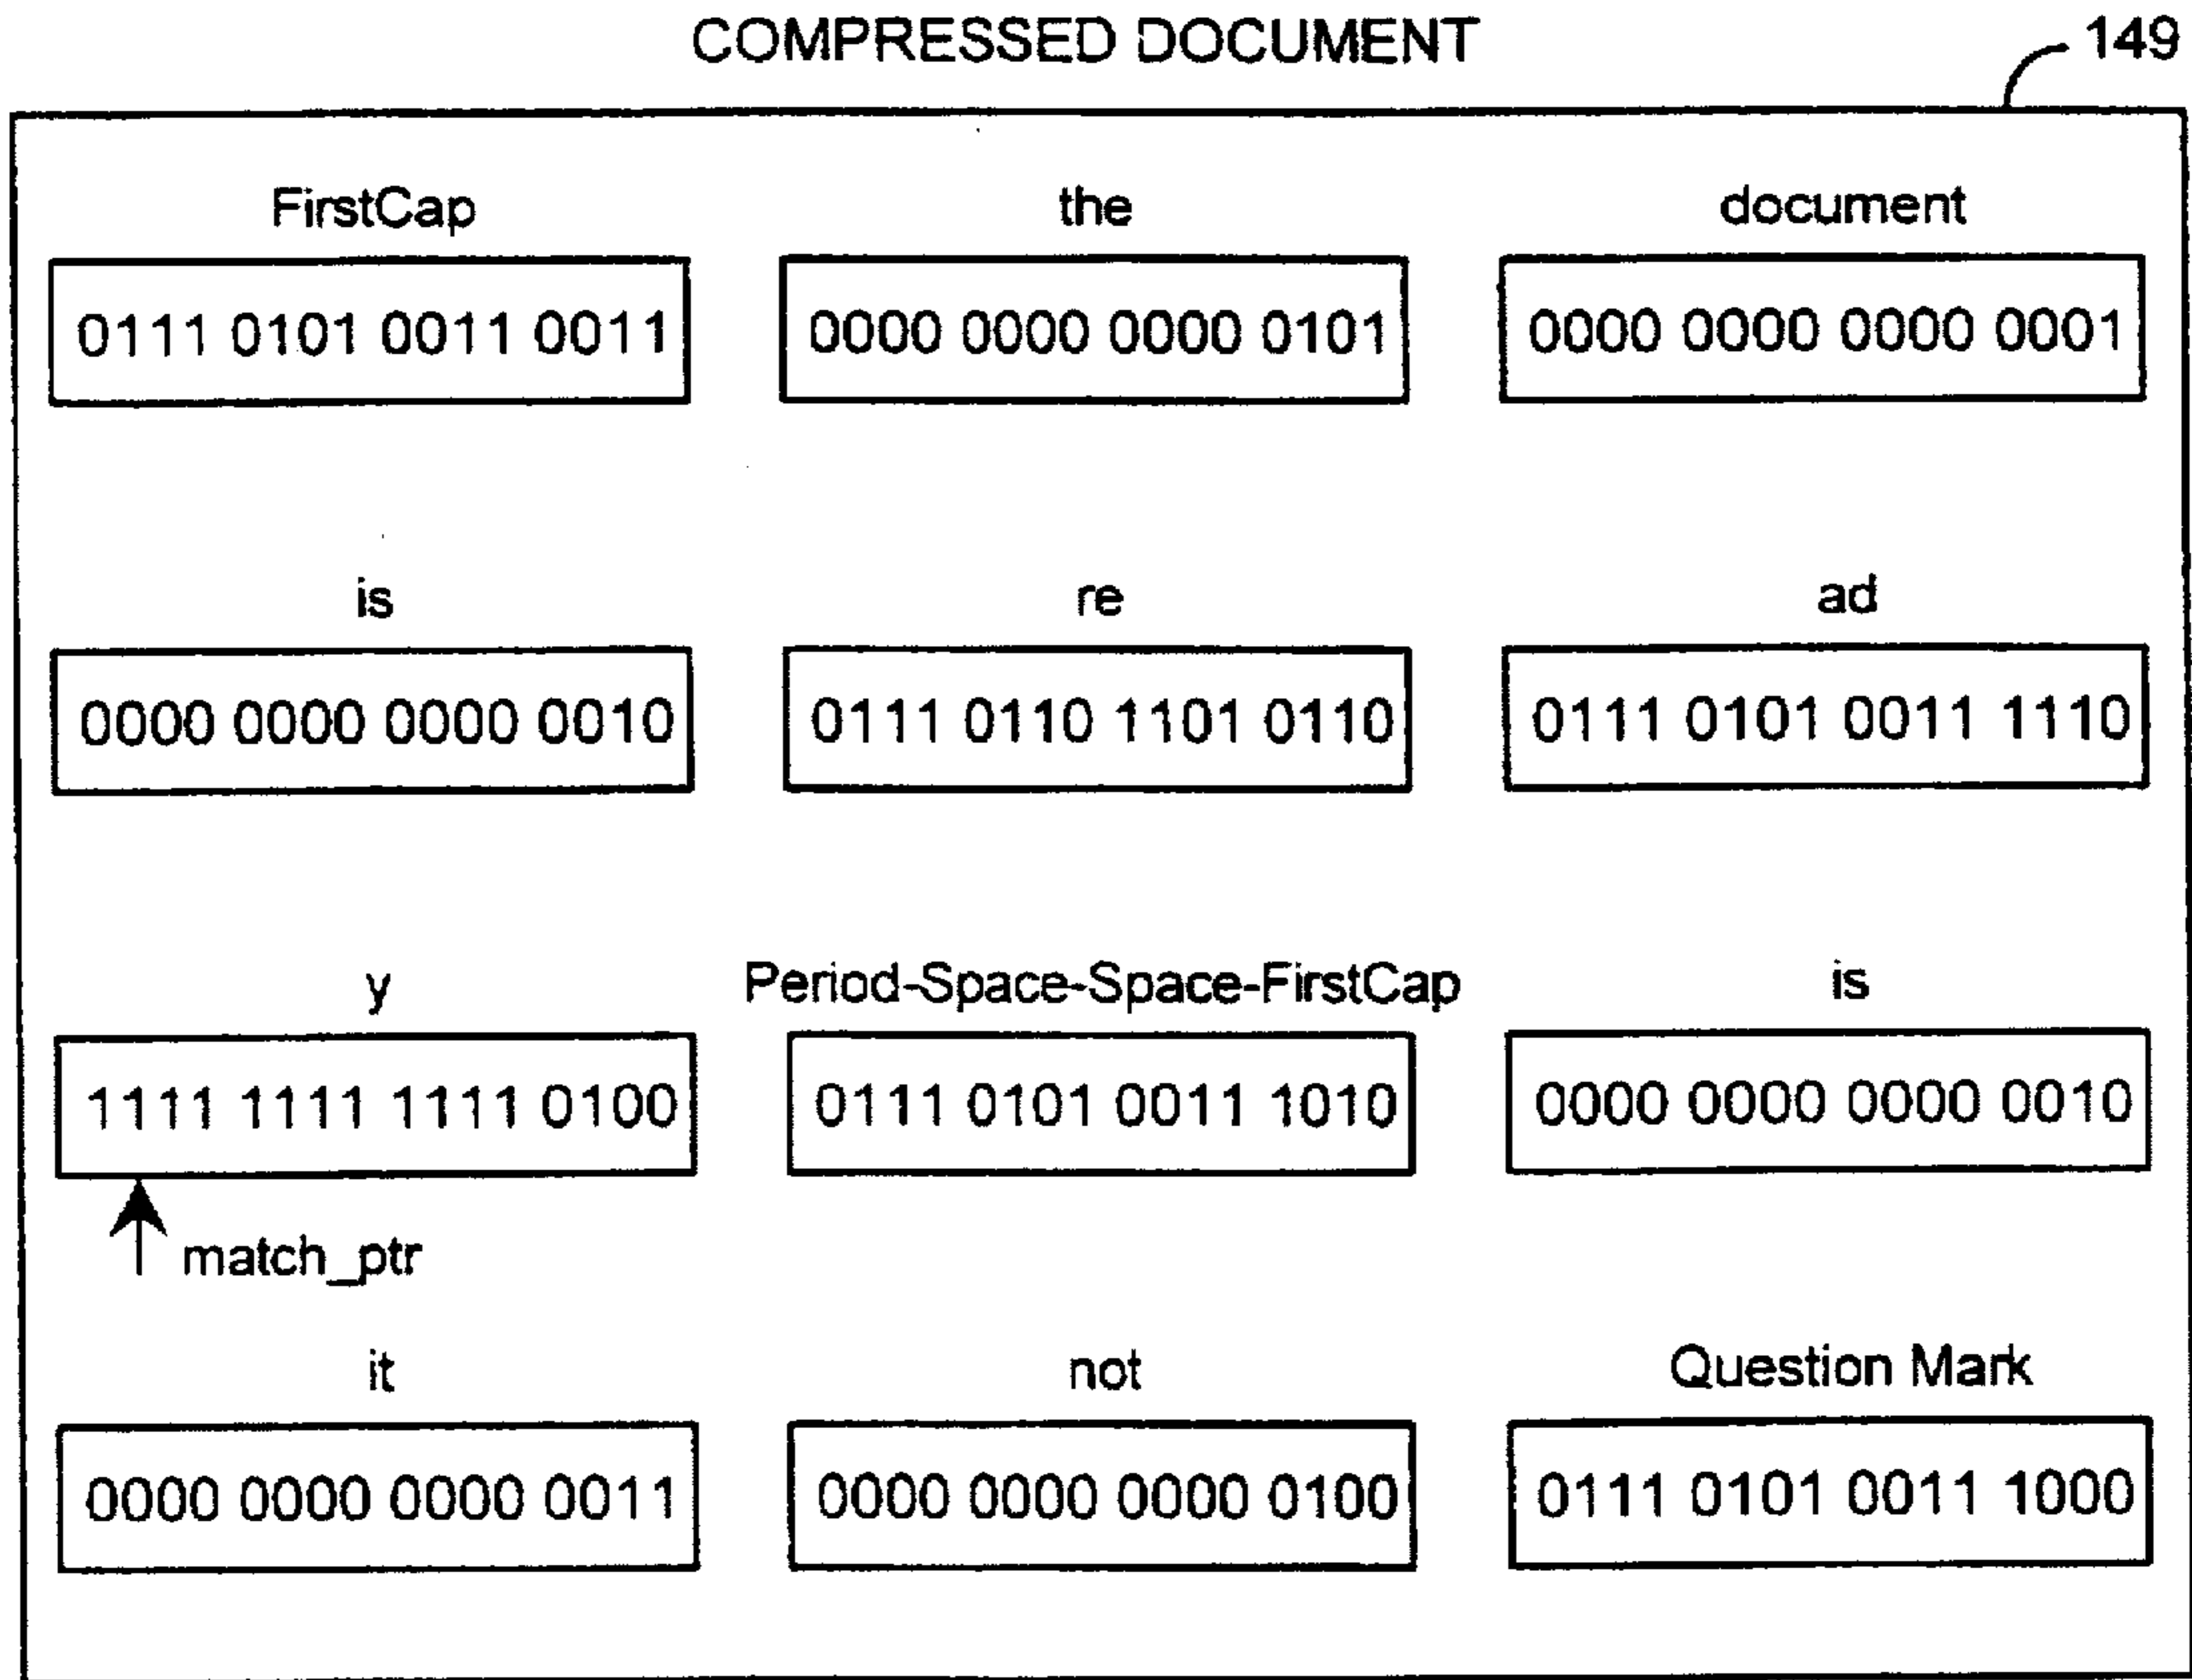 COMPRESSED DOCUMENT
149
FirstCap the document
0111 0101 0011 0011 0000 0000 0000 0101 0000 0000 0000 0001
is re ad
0000 0000 0000 0010 0111 0110 1101 0110 0111 0101 0011 1110
y Period-Space-Space-FirstCap is
1111 1111 1111 0100 0111 0101 0011 1010 0000 0000 0000 0010
match_ptr
it not Question Mark
0000 0000 0000 0011 0000 0000 0000 0100 0111 0101 0011 1000